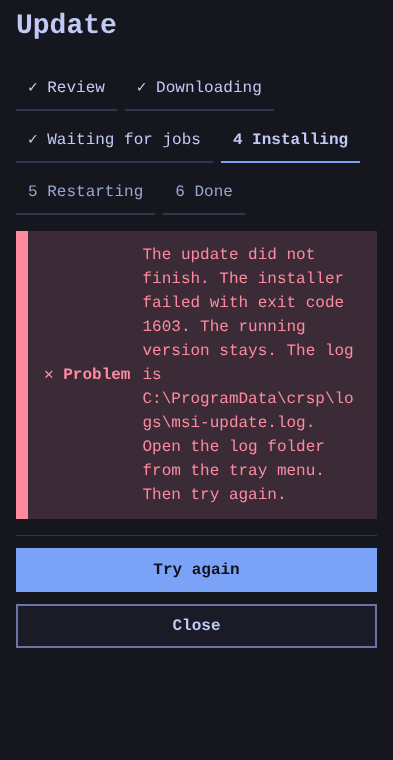 Update
✓ Review ✓ Downloading
✓ Waiting for jobs 4 Installing
5 Restarting 6 Done
The update did not
finish. The installer
failed with exit code
1603. The running
version stays. The log
× Problem is
C:\ProgramData\crsp\lo
gs\msi-update.log.
Open the log folder
from the tray menu.
Then try again.
Try again
Close